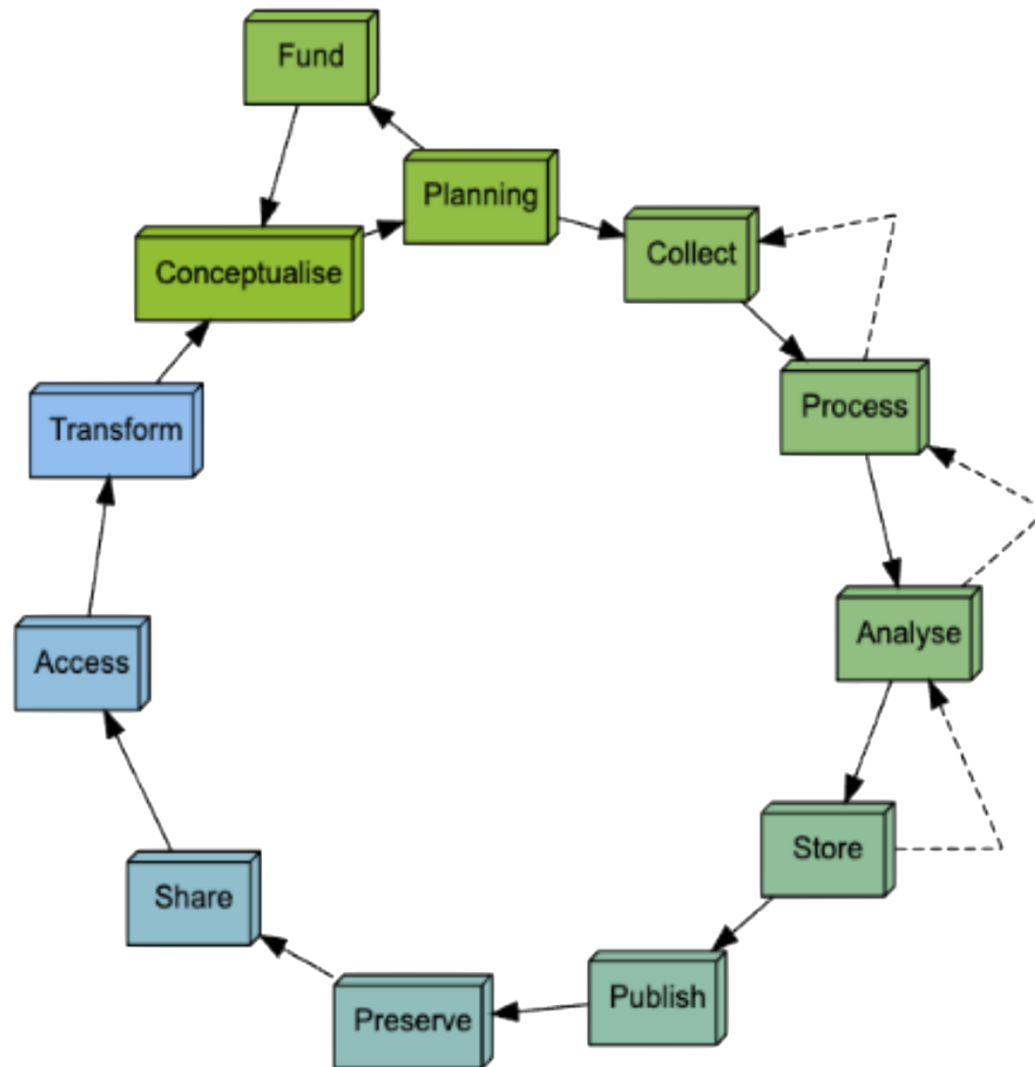 Fund
Planning
Conceptualise
Collect
Process
Transform
Analyse
Access
Store
Share
Publish
Preserve